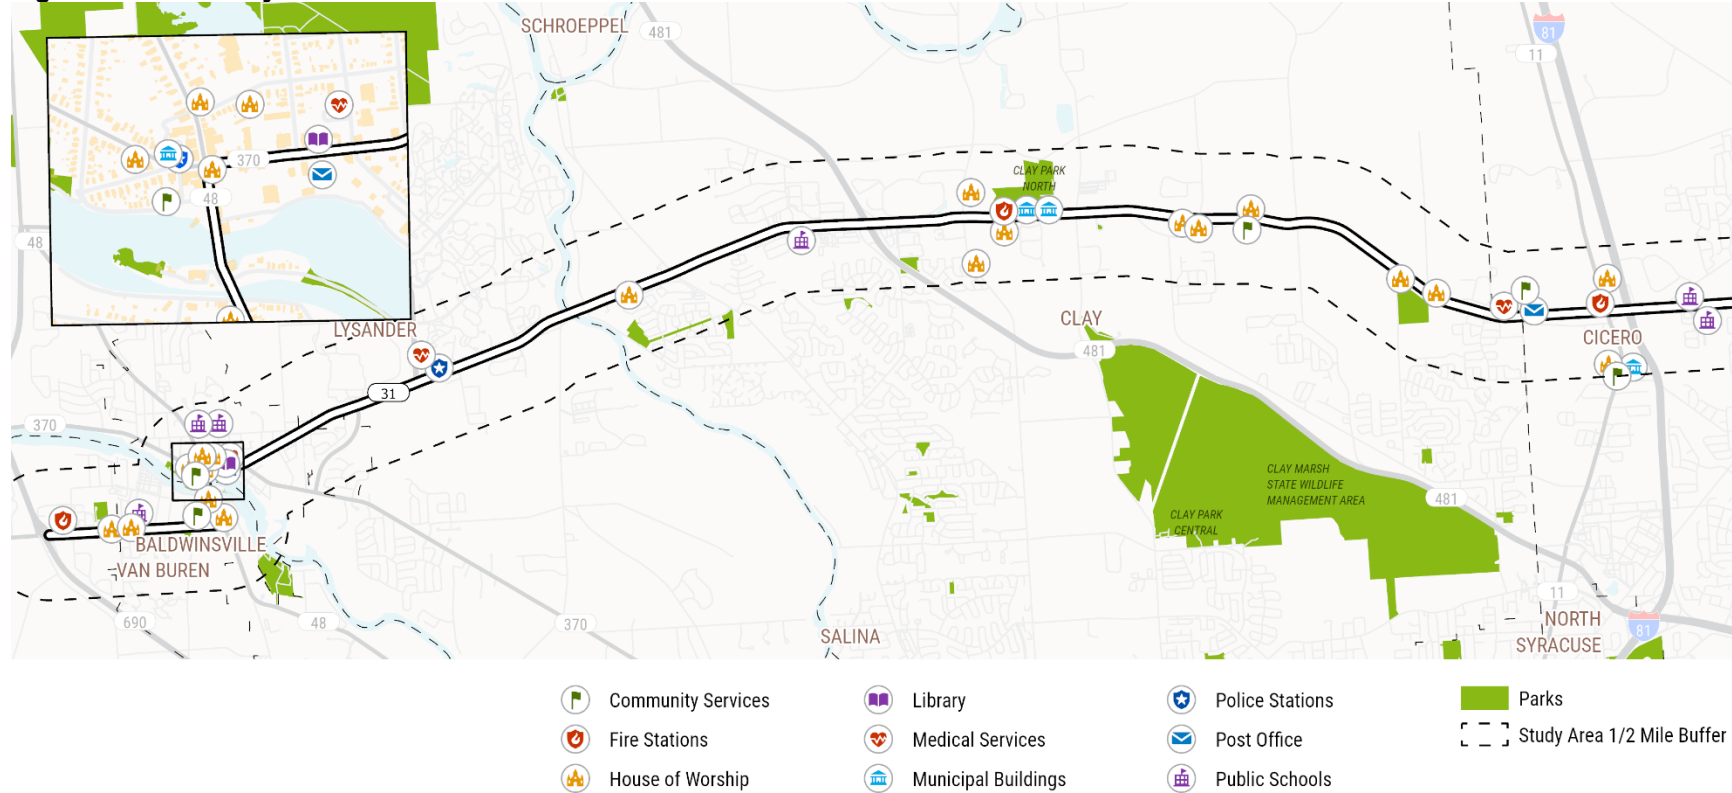 SCHROEPPEL
481
81
11
370
48
48
CLAY PARK
NORTH
LYSANDER
31
CLAY
481
CICERO
370
CLAY MARSH
STATE WILDLIFE
MANAGEMENT AREA
481
CLAY PARK
CENTRAL
BALDWINSVILLE
VAN BUREN
690
48
370
SALINA
11
NORTH
SYRACUSE
81
Community Services
Fire Stations
House of Worship
Library
Medical Services
Municipal Buildings
Police Stations
Post Office
Public Schools
Parks
Study Area 1/2 Mile Buffer